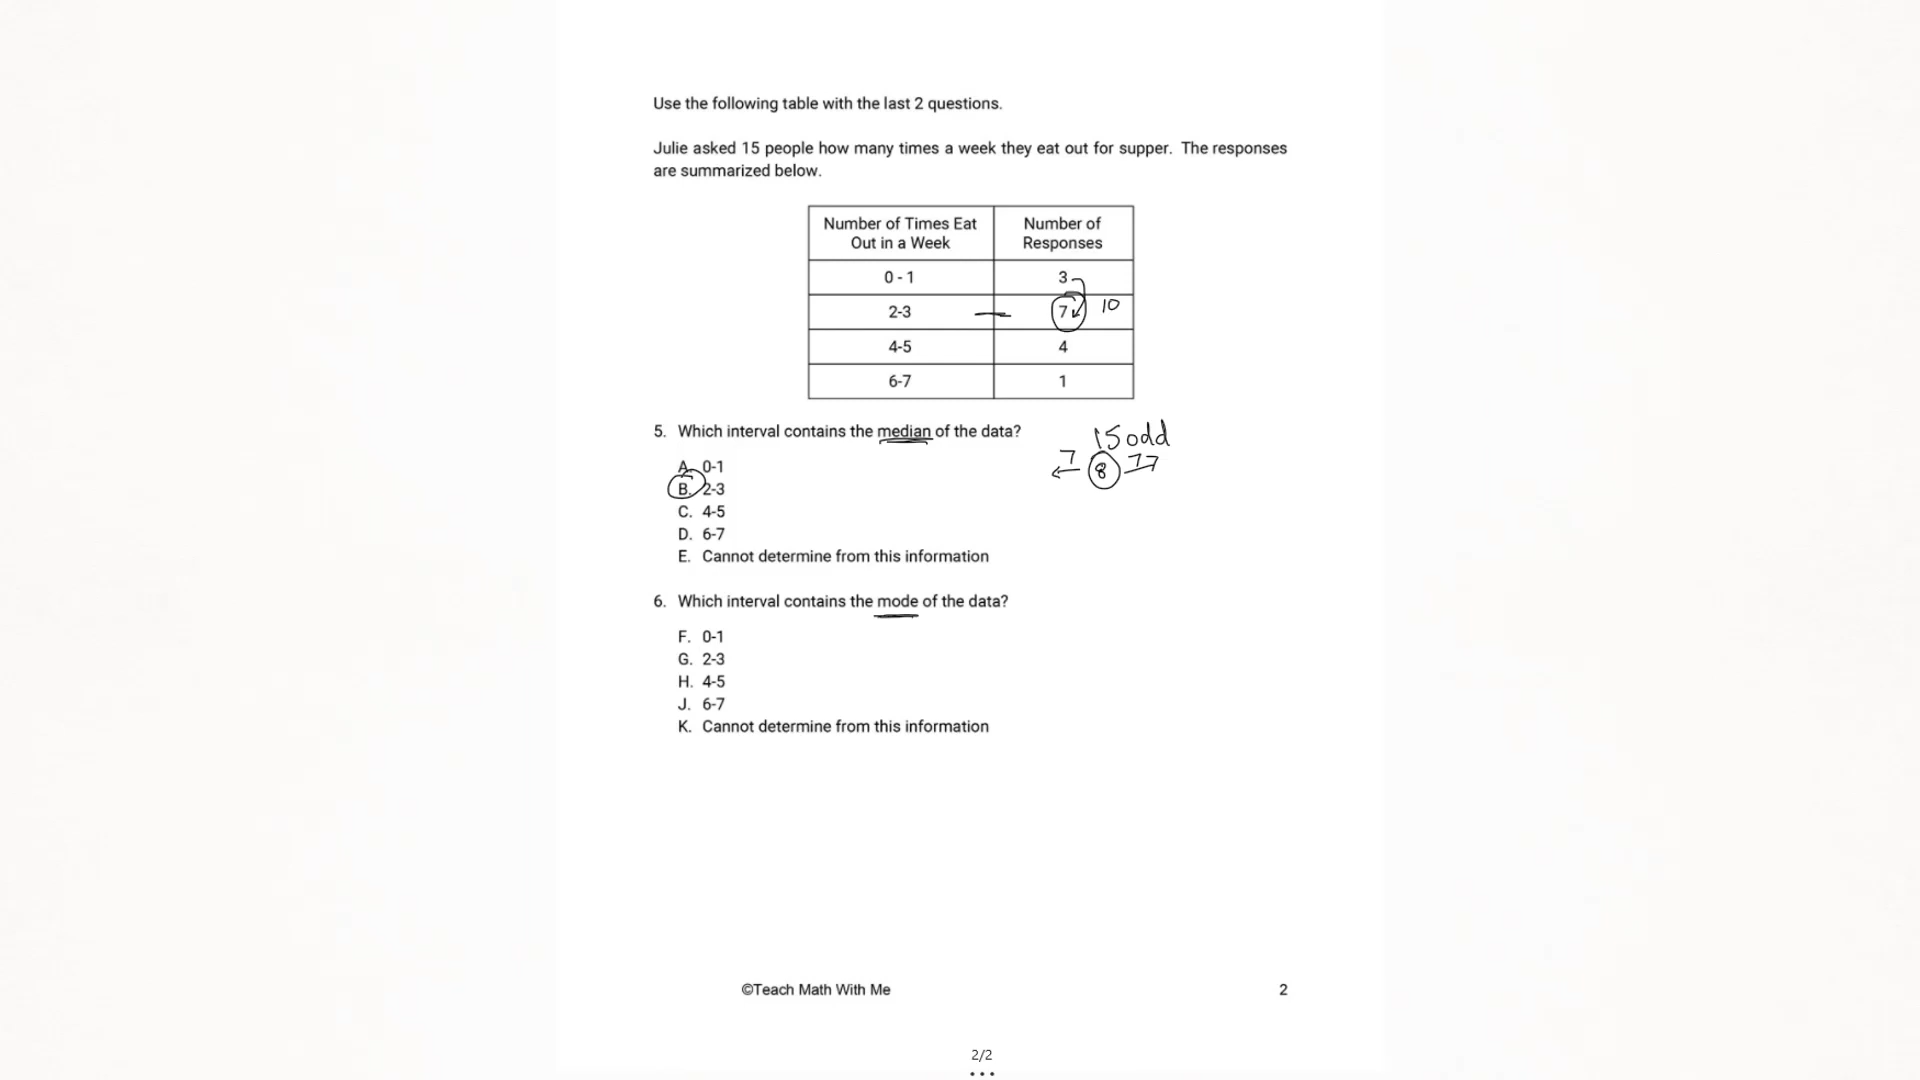 Use the following table with the last 2 questions.
Julie asked 15 people how many times a week they eat out for supper. The responses
are summarized below.
Number of Times Eat Number of
Out in a Week Responses
0 - 1 3
2-3 7 10
4-5 4
6-7 1
5. Which interval contains the median of the data?
15 odd
7 8 7
A. 0-1
B. 2-3
C. 4-5
D. 6-7
E. Cannot determine from this information
6. Which interval contains the mode of the data?
F. 0-1
G. 2-3
H. 4-5
J. 6-7
K. Cannot determine from this information
©Teach Math With Me 2
2/2